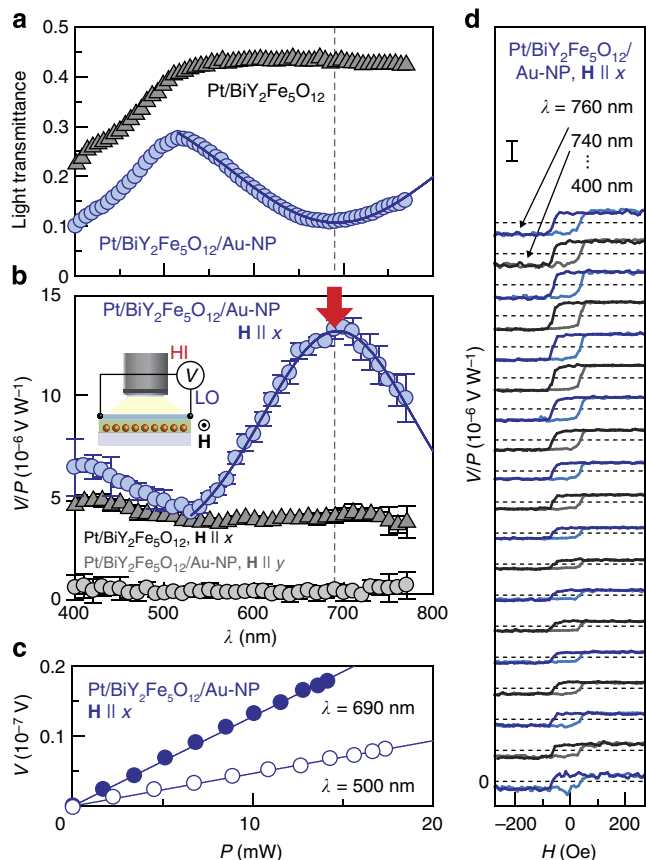 a
0.5
0.4
0.3
0.2
0.1
0
Light transmittance
Pt/BiY2Fe5O12
Pt/BiY2Fe5O12/Au-NP
b
15
10
5
0
V/P (10−6 V W−1)
Pt/BiY2Fe5O12/Au-NP
H || x
HI
V
LO
H
Pt/BiY2Fe5O12, H || x
Pt/BiY2Fe5O12/Au-NP, H || y
400
500
600
700
800
λ (nm)
c
0.2
0.1
0
V (10−7 V)
Pt/BiY2Fe5O12/Au-NP
H || x
λ = 690 nm
λ = 500 nm
0
10
20
P (mW)
d
Pt/BiY2Fe5O12/
Au-NP, H || x
λ = 760 nm
740 nm
⋮
400 nm
V/P (10−6 V W−1)
0
−200
0
200
H (Oe)